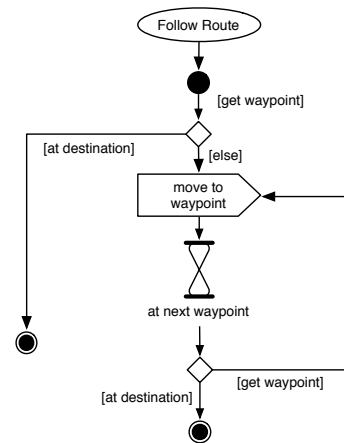 Follow Route
[get waypoint]
[at destination]
[else]
move to
waypoint
at next waypoint
[at destination]
[get waypoint]